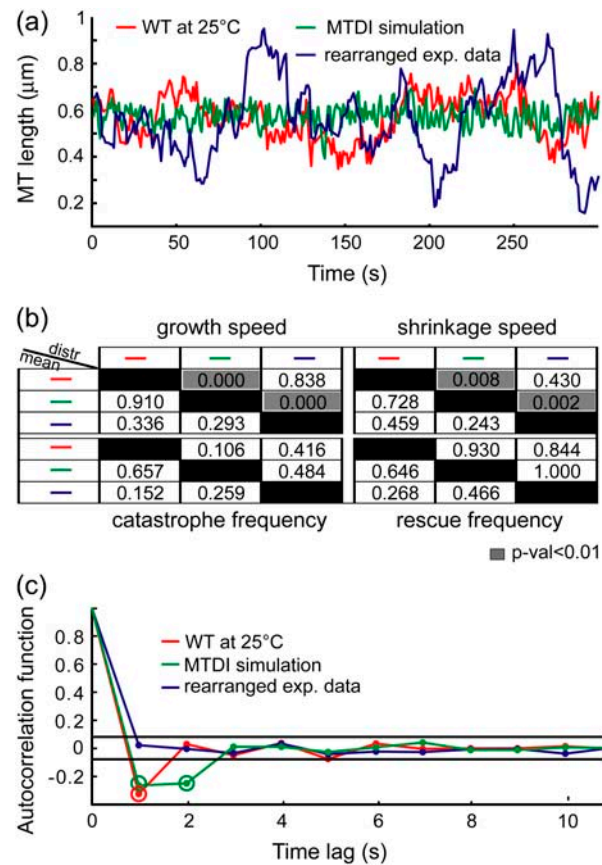 (a)
WT at 25°C
MTDI simulation
rearranged exp. data
MT length (μm)
1
0.8
0.6
0.4
0.2
0 50 100 150 200 250
Time (s)
(b)
growth speed shrinkage speed
distr
mean
0.000 0.838 0.008 0.430
0.910 0.000 0.728 0.002
0.336 0.293 0.459 0.243
0.106 0.416 0.930 0.844
0.657 0.484 0.646 1.000
0.152 0.259 0.268 0.466
catastrophe frequency rescue frequency
p-val<0.01
(c)
Autocorrelation function
0.8
0.6
0.4
0.2
0
-0.2
WT at 25°C
MTDI simulation
rearranged exp. data
0 2 4 6 8 10
Time lag (s)